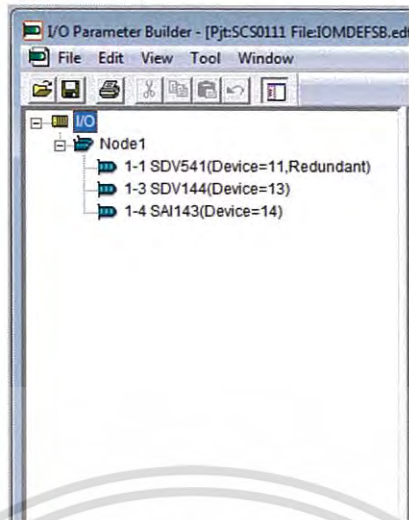 I/O Parameter Builder - [Pjt:SCS0111 File:IOMDEFSB.edf
File Edit View Tool Window
I/O
Node1
1-1 SDV541(Device=11,Redundant)
1-3 SDV144(Device=13)
1-4 SAI143(Device=14)